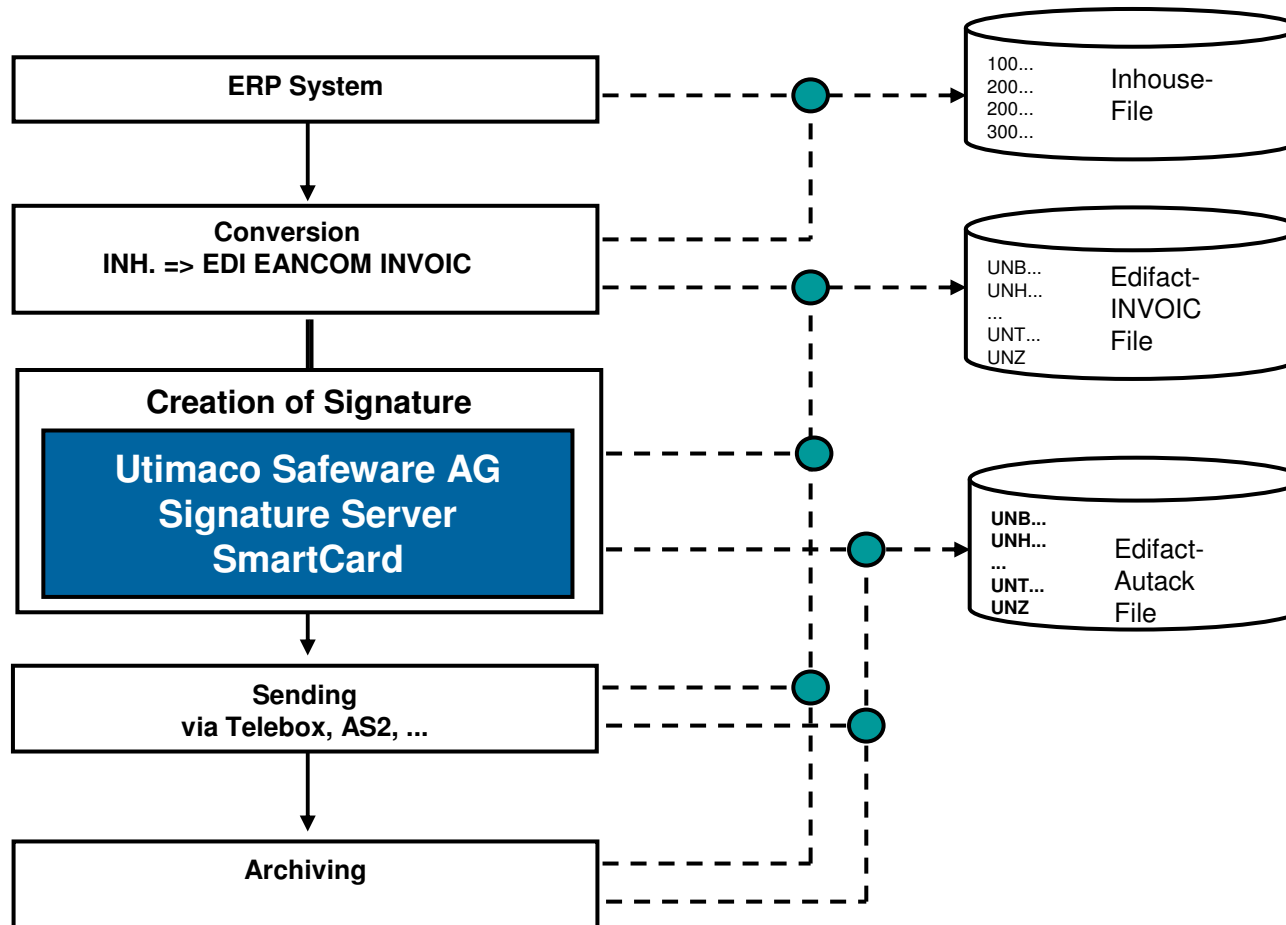 ERP System
100...
200...
200...
300...
Inhouse-
File
Conversion
INH. => EDI EANCOM INVOIC
UNB...
UNH...
...
UNT...
UNZ
Edifact-
INVOIC
File
Creation of Signature
Utimaco Safeware AG
Signature Server
SmartCard
UNB...
UNH...
...
UNT...
UNZ
Edifact-
Autack
File
Sending
via Telebox, AS2, ...
Archiving